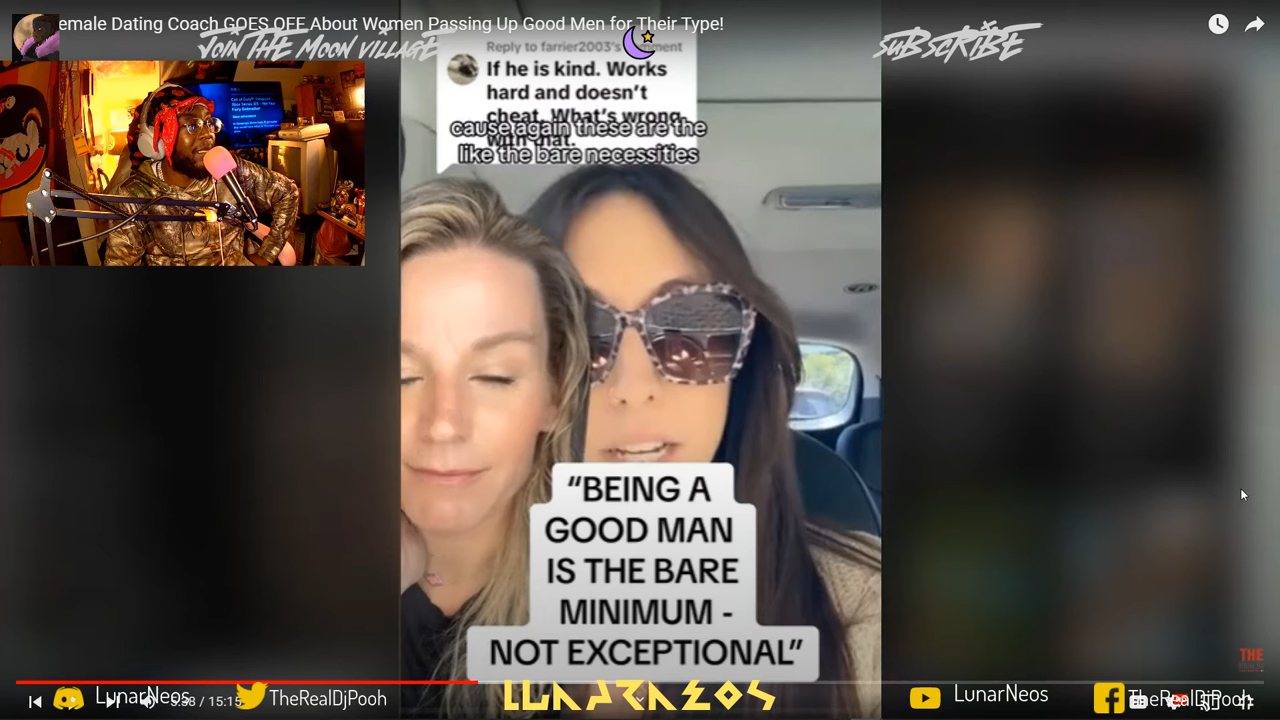 emale Dating Coach GOES OFF About Women Passing Up Good Men for Their Type!
JOIN THE MOON VILLAGE
SUBSCRIBE
Reply to farrier2003's comment
If he is kind. Works
hard and doesn't
cheat. What's wrong
with that.
cause again these are the
like the bare necessities
"BEING A
GOOD MAN
IS THE BARE
MINIMUM -
NOT EXCEPTIONAL"
THE
LunarNeos
/ 15:15
TheRealDjPooh
LUNARNEOS
LunarNeos
TheRealDjPooh